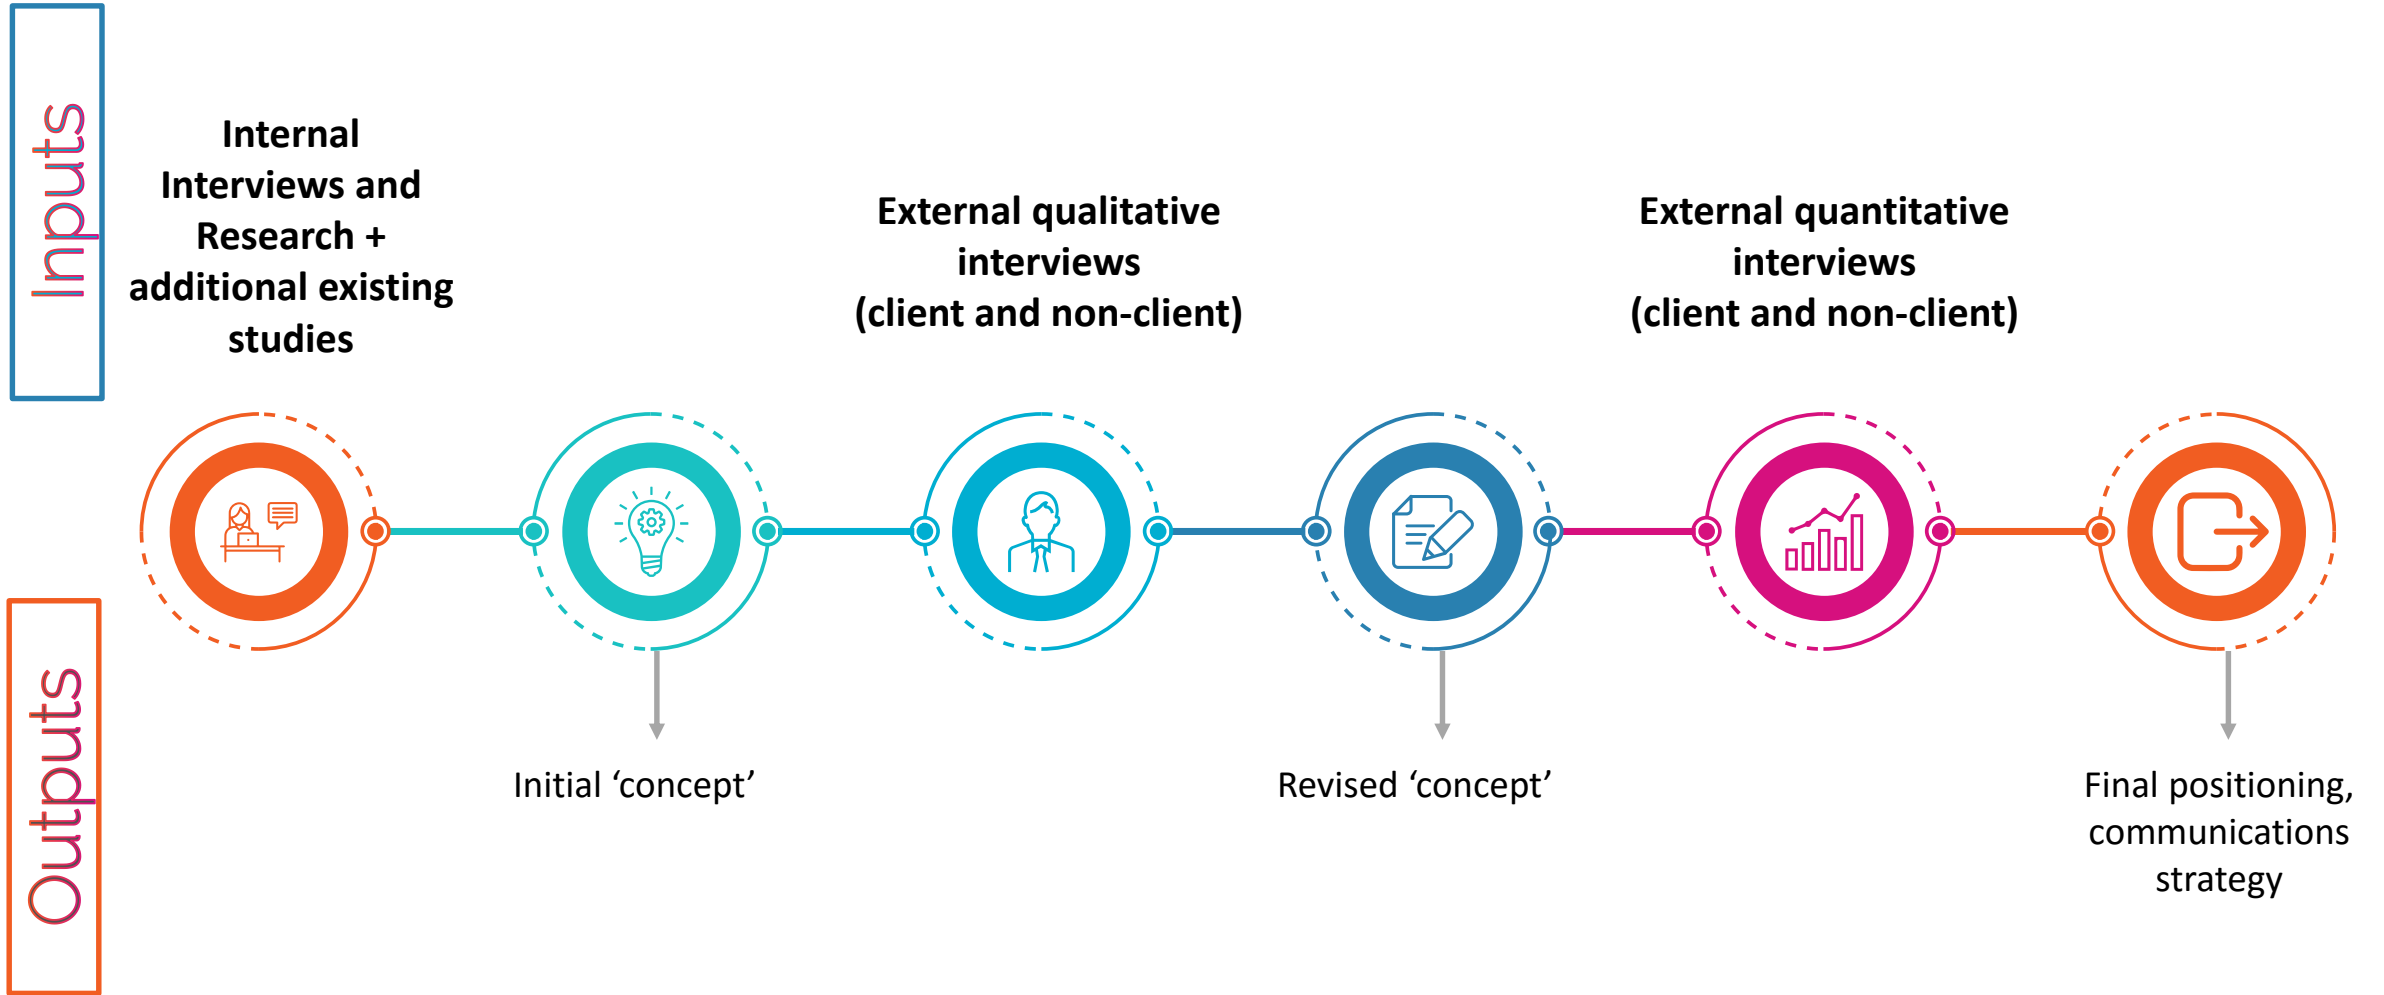 Inputs
Internal
Interviews and
Research +
additional existing
studies
External qualitative
interviews
(client and non-client)
External quantitative
interviews
(client and non-client)
Outputs
Initial ‘concept’
Revised ‘concept’
Final positioning,
communications
strategy